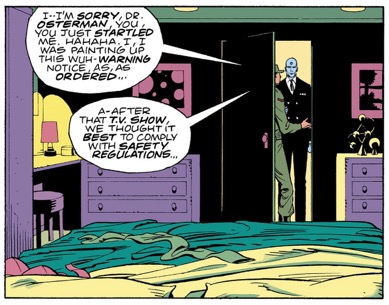 I--I'M SORRY, DR.
OSTERMAN, YOU,
YOU JUST STARTLED
ME. HAHAHA. I, I
WAS PAINTING UP
THIS WUH-WARNING
NOTICE, AS, AS
ORDERED...
A-AFTER
THAT T.V. SHOW,
WE THOUGHT IT
BEST TO COMPLY
WITH SAFETY
REGULATIONS...